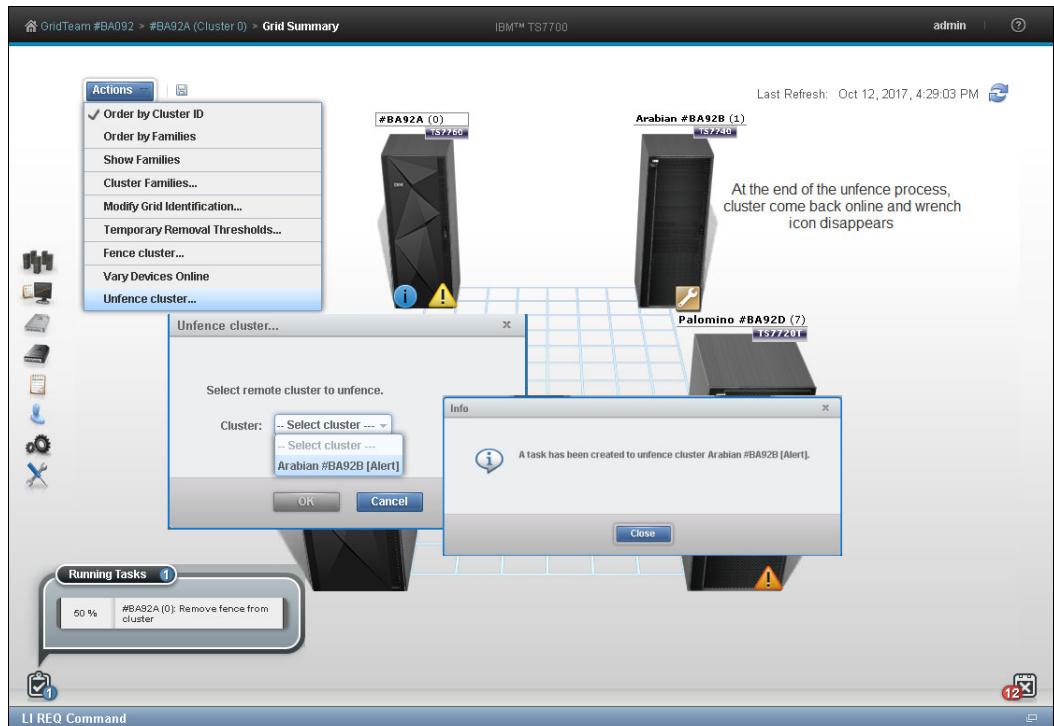 GridTeam #BA092 > #BA92A (Cluster 0) > Grid Summary
IBM™ TS7700
admin
?
Actions
Last Refresh: Oct 12, 2017, 4:29:03 PM
Order by Cluster ID
Order by Families
Show Families
Cluster Families...
Modify Grid Identification...
Temporary Removal Thresholds...
Fence cluster...
Vary Devices Online
Unfence cluster...
#BA92A (0)
TS7760
Arabian #BA92B (1)
TS7740
At the end of the unfence process,
cluster come back online and wrench
icon disappears
Palomino #BA92D (7)
TS7720T
Unfence cluster...
x
Select remote cluster to unfence.
Cluster: -- Select cluster ---
-- Select cluster ---
Arabian #BA92B [Alert]
OK Cancel
Info
x
A task has been created to unfence cluster Arabian #BA92B [Alert].
Close
Running Tasks 1
50 % #BA92A (0): Remove fence from
cluster
1
12
LI REQ Command